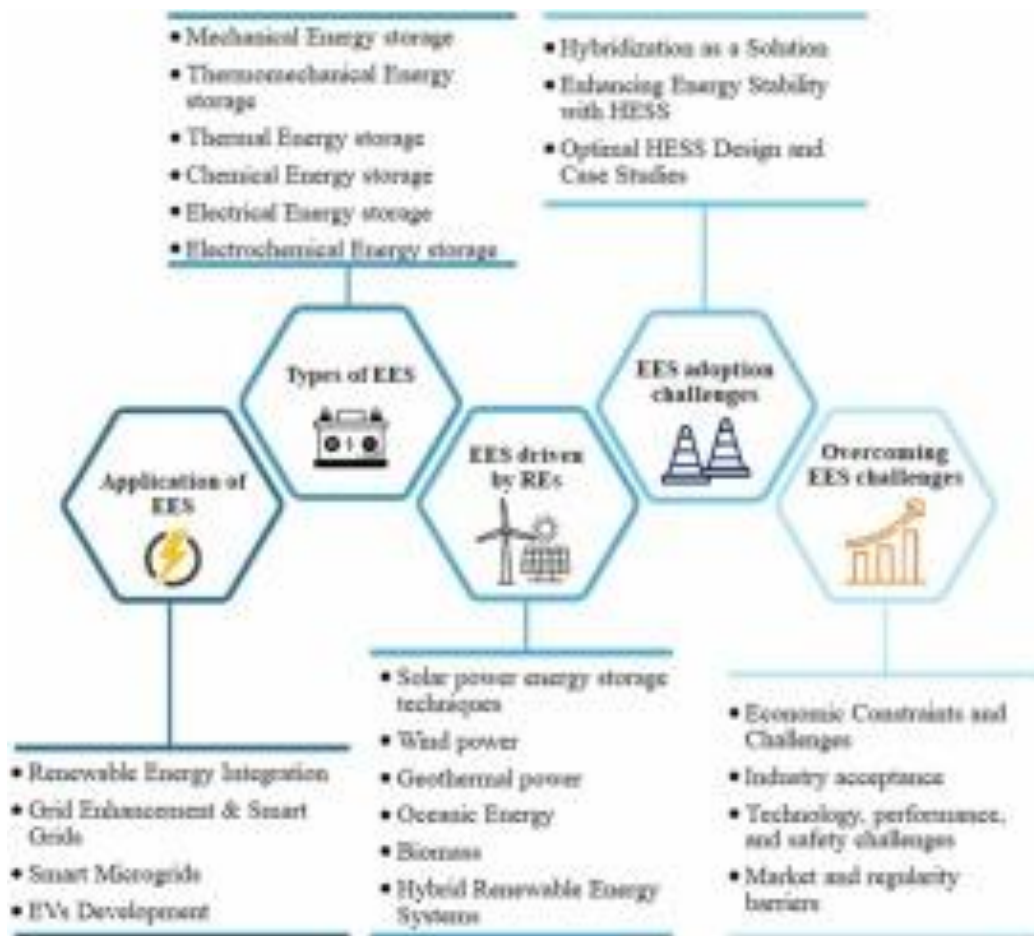 • Mechanical Energy storage
• Thermomechanical Energy
storage
• Thermal Energy storage
• Chemical Energy storage
• Electrical Energy storage
• Electrochemical Energy storage
• Hybridization as a Solution
• Enhancing Energy Stability
with HESS
• Optimal HESS Design and
Case Studies
Types of EES
EES adoption
challenges
Application of
EES
EES driven
by REs
Overcoming
EES challenges
• Renewable Energy Integration
• Grid Enhancement & Smart
Grids
• Smart Microgrids
• EVs Development
• Solar power energy storage
techniques
• Wind power
• Geothermal power
• Oceanic Energy
• Biomass
• Hybrid Renewable Energy
Systems
• Economic Constraints and
Challenges
• Industry acceptance
• Technology, performance,
and safety challenges
• Market and regularity
barriers